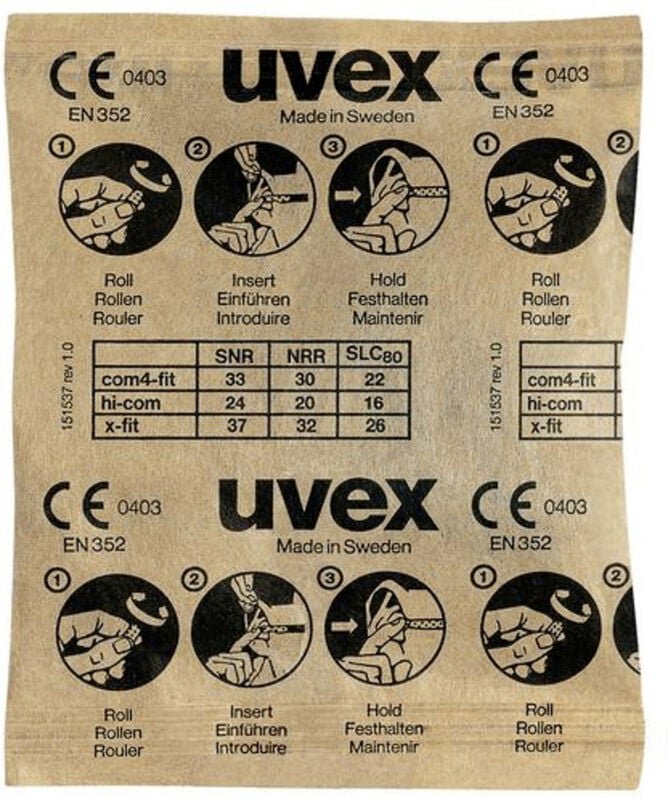 CE 0403 uvex CE 0403
EN 352 Made in Sweden EN 352
1 2 3 1 2
Roll Insert Hold Roll
Rollen Einführen Festhalten Rollen
Rouler Introduire Maintenir Rouler
151537 rev 1.0 151537 rev 1.0
SNR NRR SLC80
com4-fit 33 30 22 com4-fit
hi-com 24 20 16 hi-com
x-fit 37 32 26 x-fit
CE 0403 uvex CE 0403
EN 352 Made in Sweden EN 352
1 2 3 1 2
Roll Insert Hold Roll
Rollen Einführen Festhalten Rollen
Rouler Introduire Maintenir Rouler